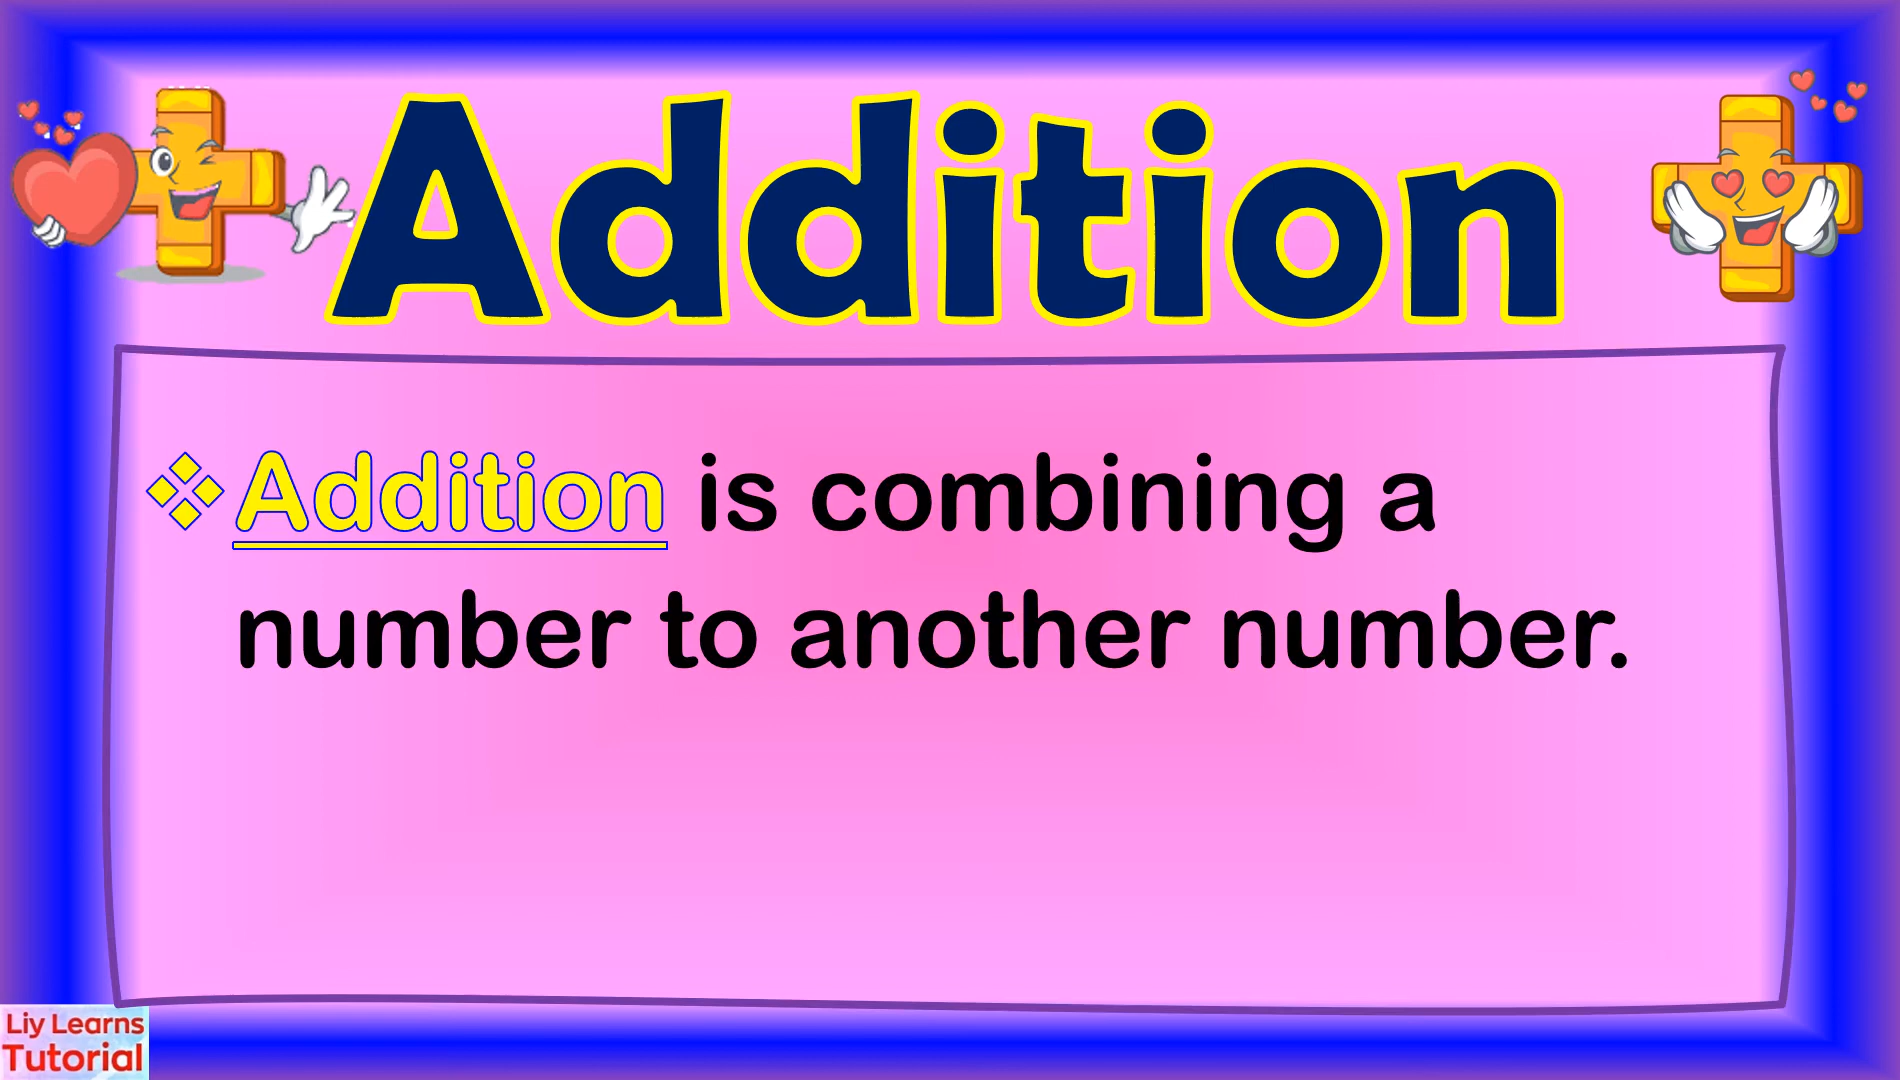 Addition
❖Addition is combining a
number to another number.
Liy Learns
Tutorial